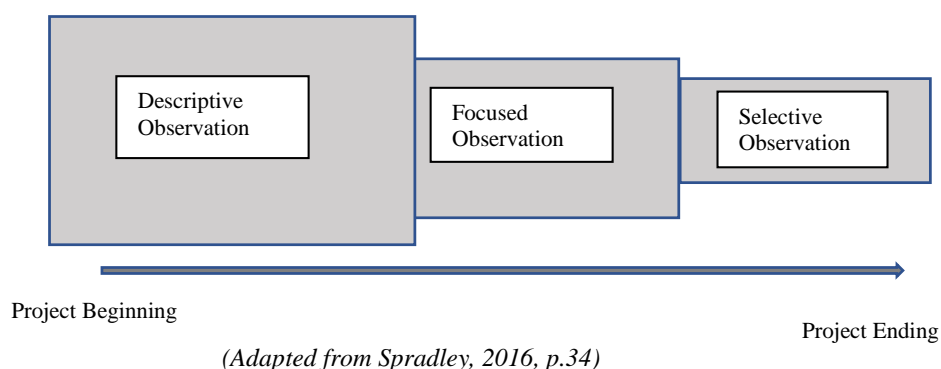 Descriptive
Observation
Focused
Observation
Selective
Observation
Project Beginning
Project Ending
(Adapted from Spradley, 2016, p.34)